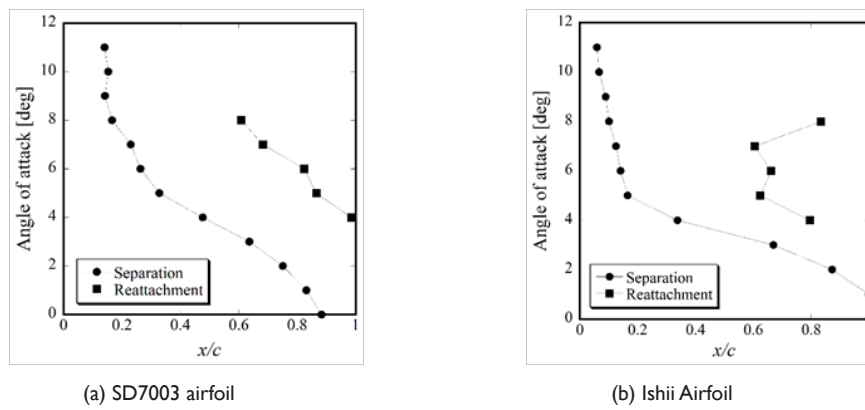 12
10
8
6
4
2
0
Angle of attack [deg]
Separation
Reattachment
0 0.2 0.4 0.6 0.8 1
x/c
(a) SD7003 airfoil
12
10
8
6
4
2
0
Angle of attack [deg]
Separation
Reattachment
0 0.2 0.4 0.6 0.8
x/c
(b) Ishii Airfoil